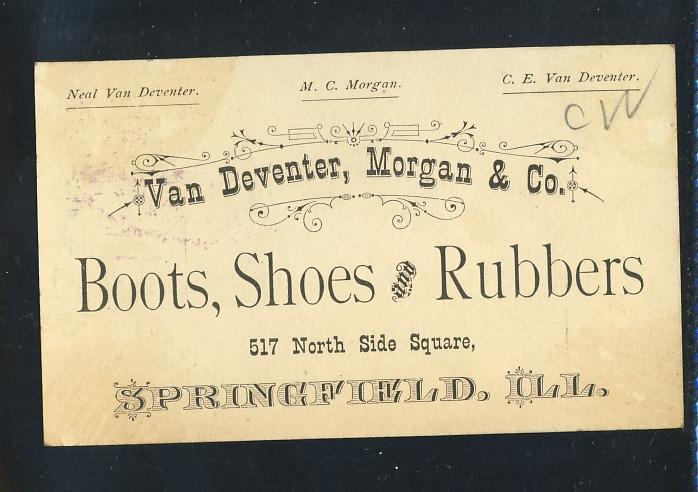 Neal Van Deventer. M. C. Morgan. C. E. Van Deventer.
CW
Van Deventer, Morgan & Co.
Boots, Shoes and Rubbers
517 North Side Square,
SPRINGFIELD, ILL.